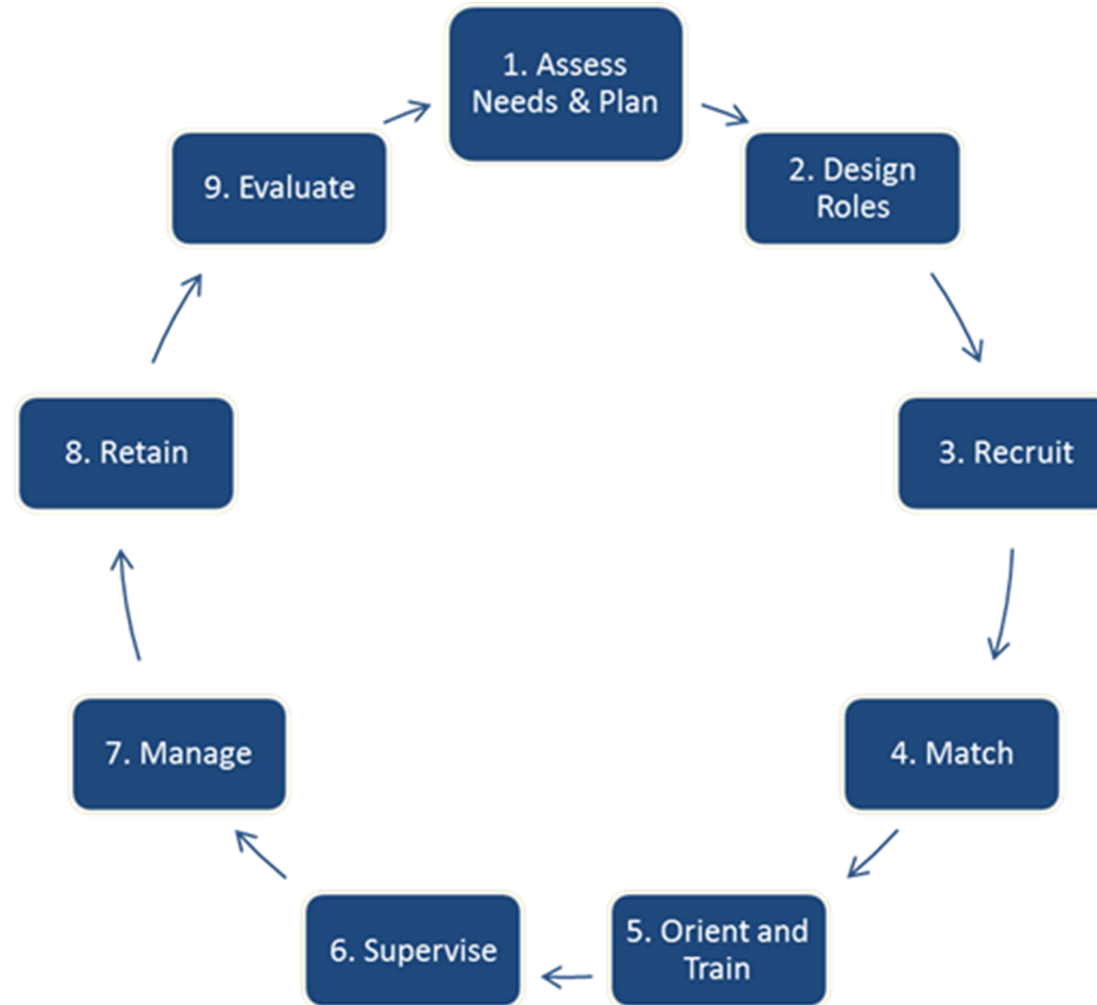 1. Assess
Needs & Plan
2. Design
Roles
3. Recruit
4. Match
5. Orient and
Train
6. Supervise
7. Manage
8. Retain
9. Evaluate